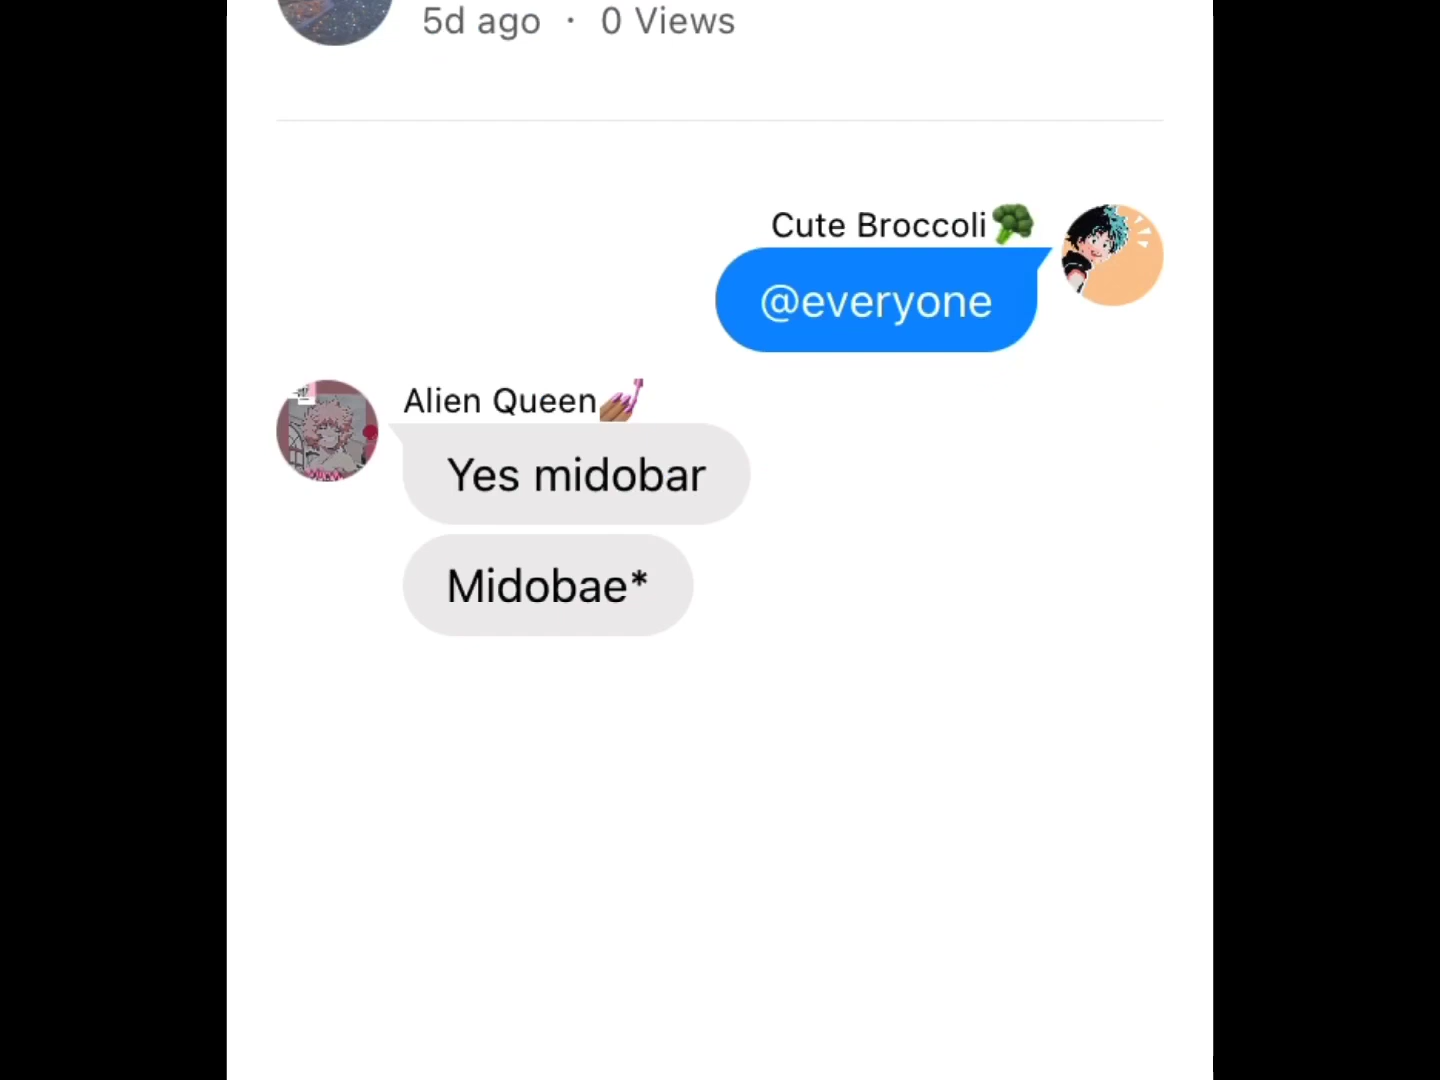 5d ago · 0 Views
Cute Broccoli🥦
@everyone
Alien Queen💅🏾
Yes midobar
Midobae*